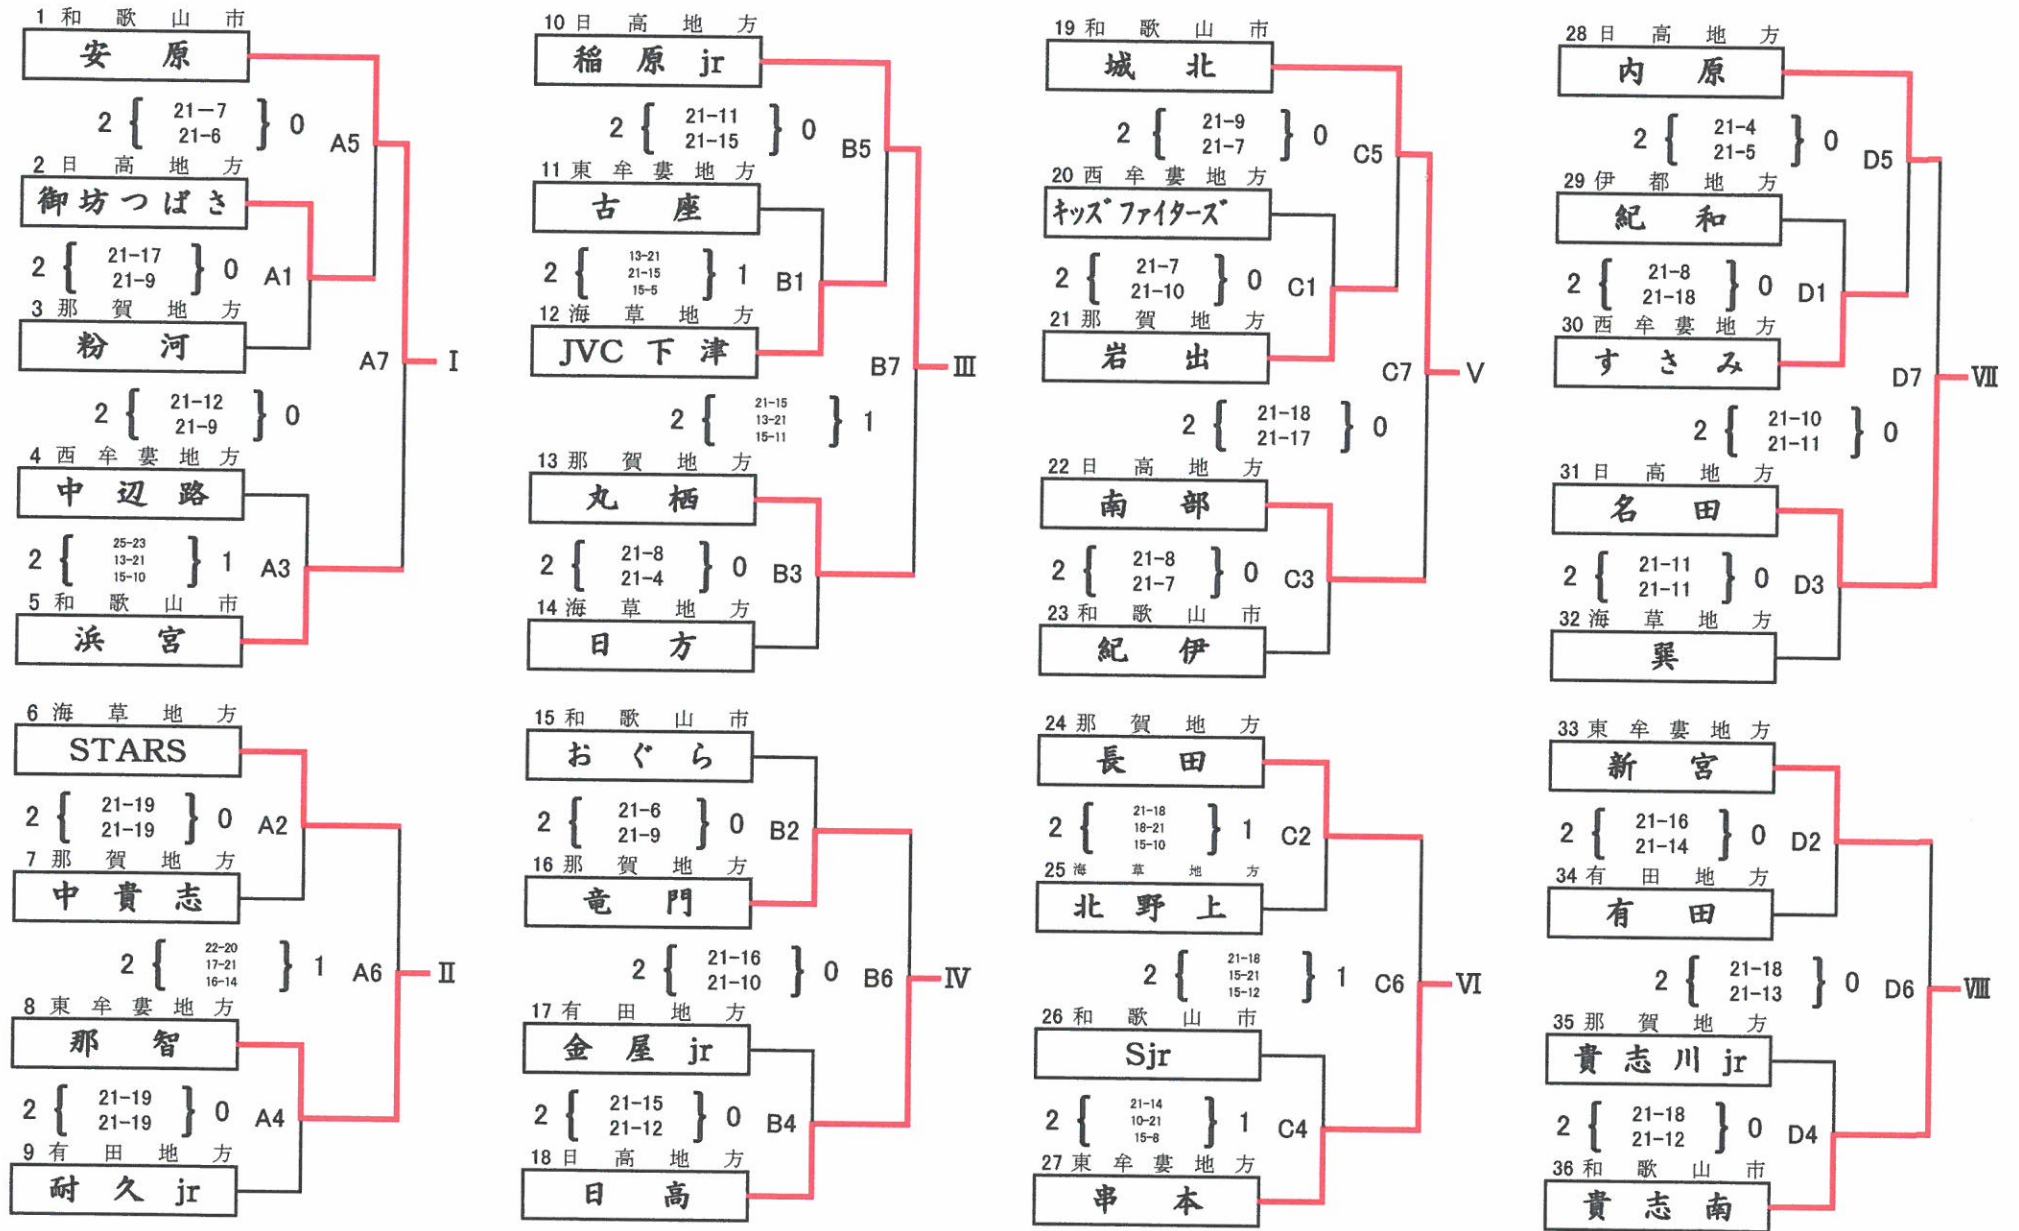 1 和歌山市
安原
2 { 21-7 } 0
21-6
A5
2 日高地方
御坊つばさ
2 { 21-17 } 0
21-9
A1
3 那賀地方
粉河
A7
I
2 { 21-12 } 0
21-9
4 西牟婁地方
中辺路
2 { 25-23 } 1
13-21
15-10
A3
5 和歌山市
浜宮
6 海草地方
STARS
2 { 21-19 } 0
21-19
A2
7 那賀地方
中貴志
2 { 22-20 } 1
17-21
16-14
A6
II
8 東牟婁地方
那智
2 { 21-19 } 0
21-19
A4
9 有田地方
耐久jr
10 日高地方
稲原jr
2 { 21-11 } 0
21-15
B5
11 東牟婁地方
古座
2 { 13-21 } 1
21-15
15-5
B1
12 海草地方
JVC下津
B7
III
2 { 21-15 } 1
13-21
15-11
13 那賀地方
丸栖
2 { 21-8 } 0
21-4
B3
14 海草地方
日方
15 和歌山市
おぐら
2 { 21-6 } 0
21-9
B2
16 那賀地方
竜門
2 { 21-16 } 0
21-10
B6
IV
17 有田地方
金屋jr
2 { 21-15 } 0
21-12
B4
18 日高地方
日高
19 和歌山市
城北
2 { 21-9 } 0
21-7
C5
20 西牟婁地方
キッズファイターズ
2 { 21-7 } 0
21-10
C1
21 那賀地方
岩出
C7
V
2 { 21-18 } 0
21-17
22 日高地方
南部
2 { 21-8 } 0
21-7
C3
23 和歌山市
紀伊
24 那賀地方
長田
2 { 21-18 } 1
18-21
15-10
C2
25 海草地方
北野上
2 { 21-18 } 1
15-21
15-12
C6
VI
26 和歌山市
Sjr
2 { 21-14 } 1
10-21
15-8
C4
27 東牟婁地方
串本
28 日高地方
内原
2 { 21-4 } 0
21-5
D5
29 伊都地方
紀和
2 { 21-8 } 0
21-18
D1
30 西牟婁地方
すさみ
D7
VII
2 { 21-10 } 0
21-11
31 日高地方
名田
2 { 21-11 } 0
21-11
D3
32 海草地方
巽
33 東牟婁地方
新宮
2 { 21-16 } 0
21-14
D2
34 有田地方
有田
2 { 21-18 } 0
21-13
D6
VIII
35 那賀地方
貴志川jr
2 { 21-18 } 0
21-12
D4
36 和歌山市
貴志南